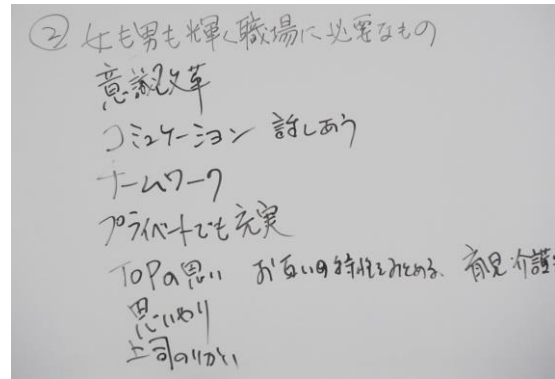 ② 女も男も輝く職場に必要なもの
意識改革
コミュケーション 話しあう
チームワーク
プライベートでも充実
TOPの思い お互いの特性をみとめる、育児・介護
思いやり
上司のりかい